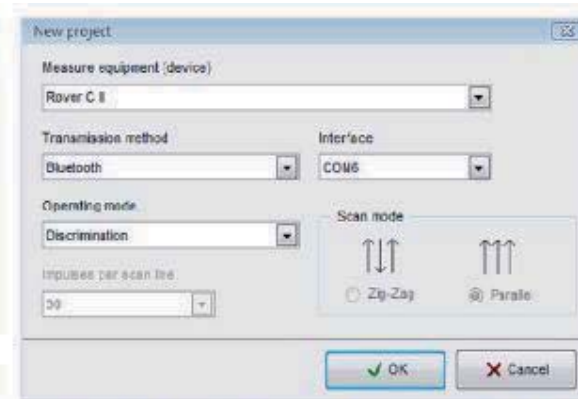 New project
Measure equipment (device)
Rover C II
Transmission method
Interface
Bluetooth
COM6
Operating mode
Scan mode
Discrimination
Zig-Zag
Parallel
Impulses per scan line
OK
Cancel